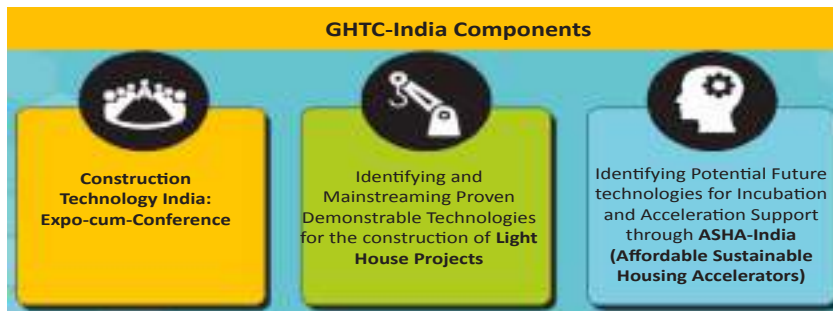 GHTC-India Components
Construction
Technology India:
Expo-cum-Conference
Identifying and
Mainstreaming Proven
Demonstrable Technologies
for the construction of Light
House Projects
Identifying Potential Future
technologies for Incubation
and Acceleration Support
through ASHA-India
(Affordable Sustainable
Housing Accelerators)